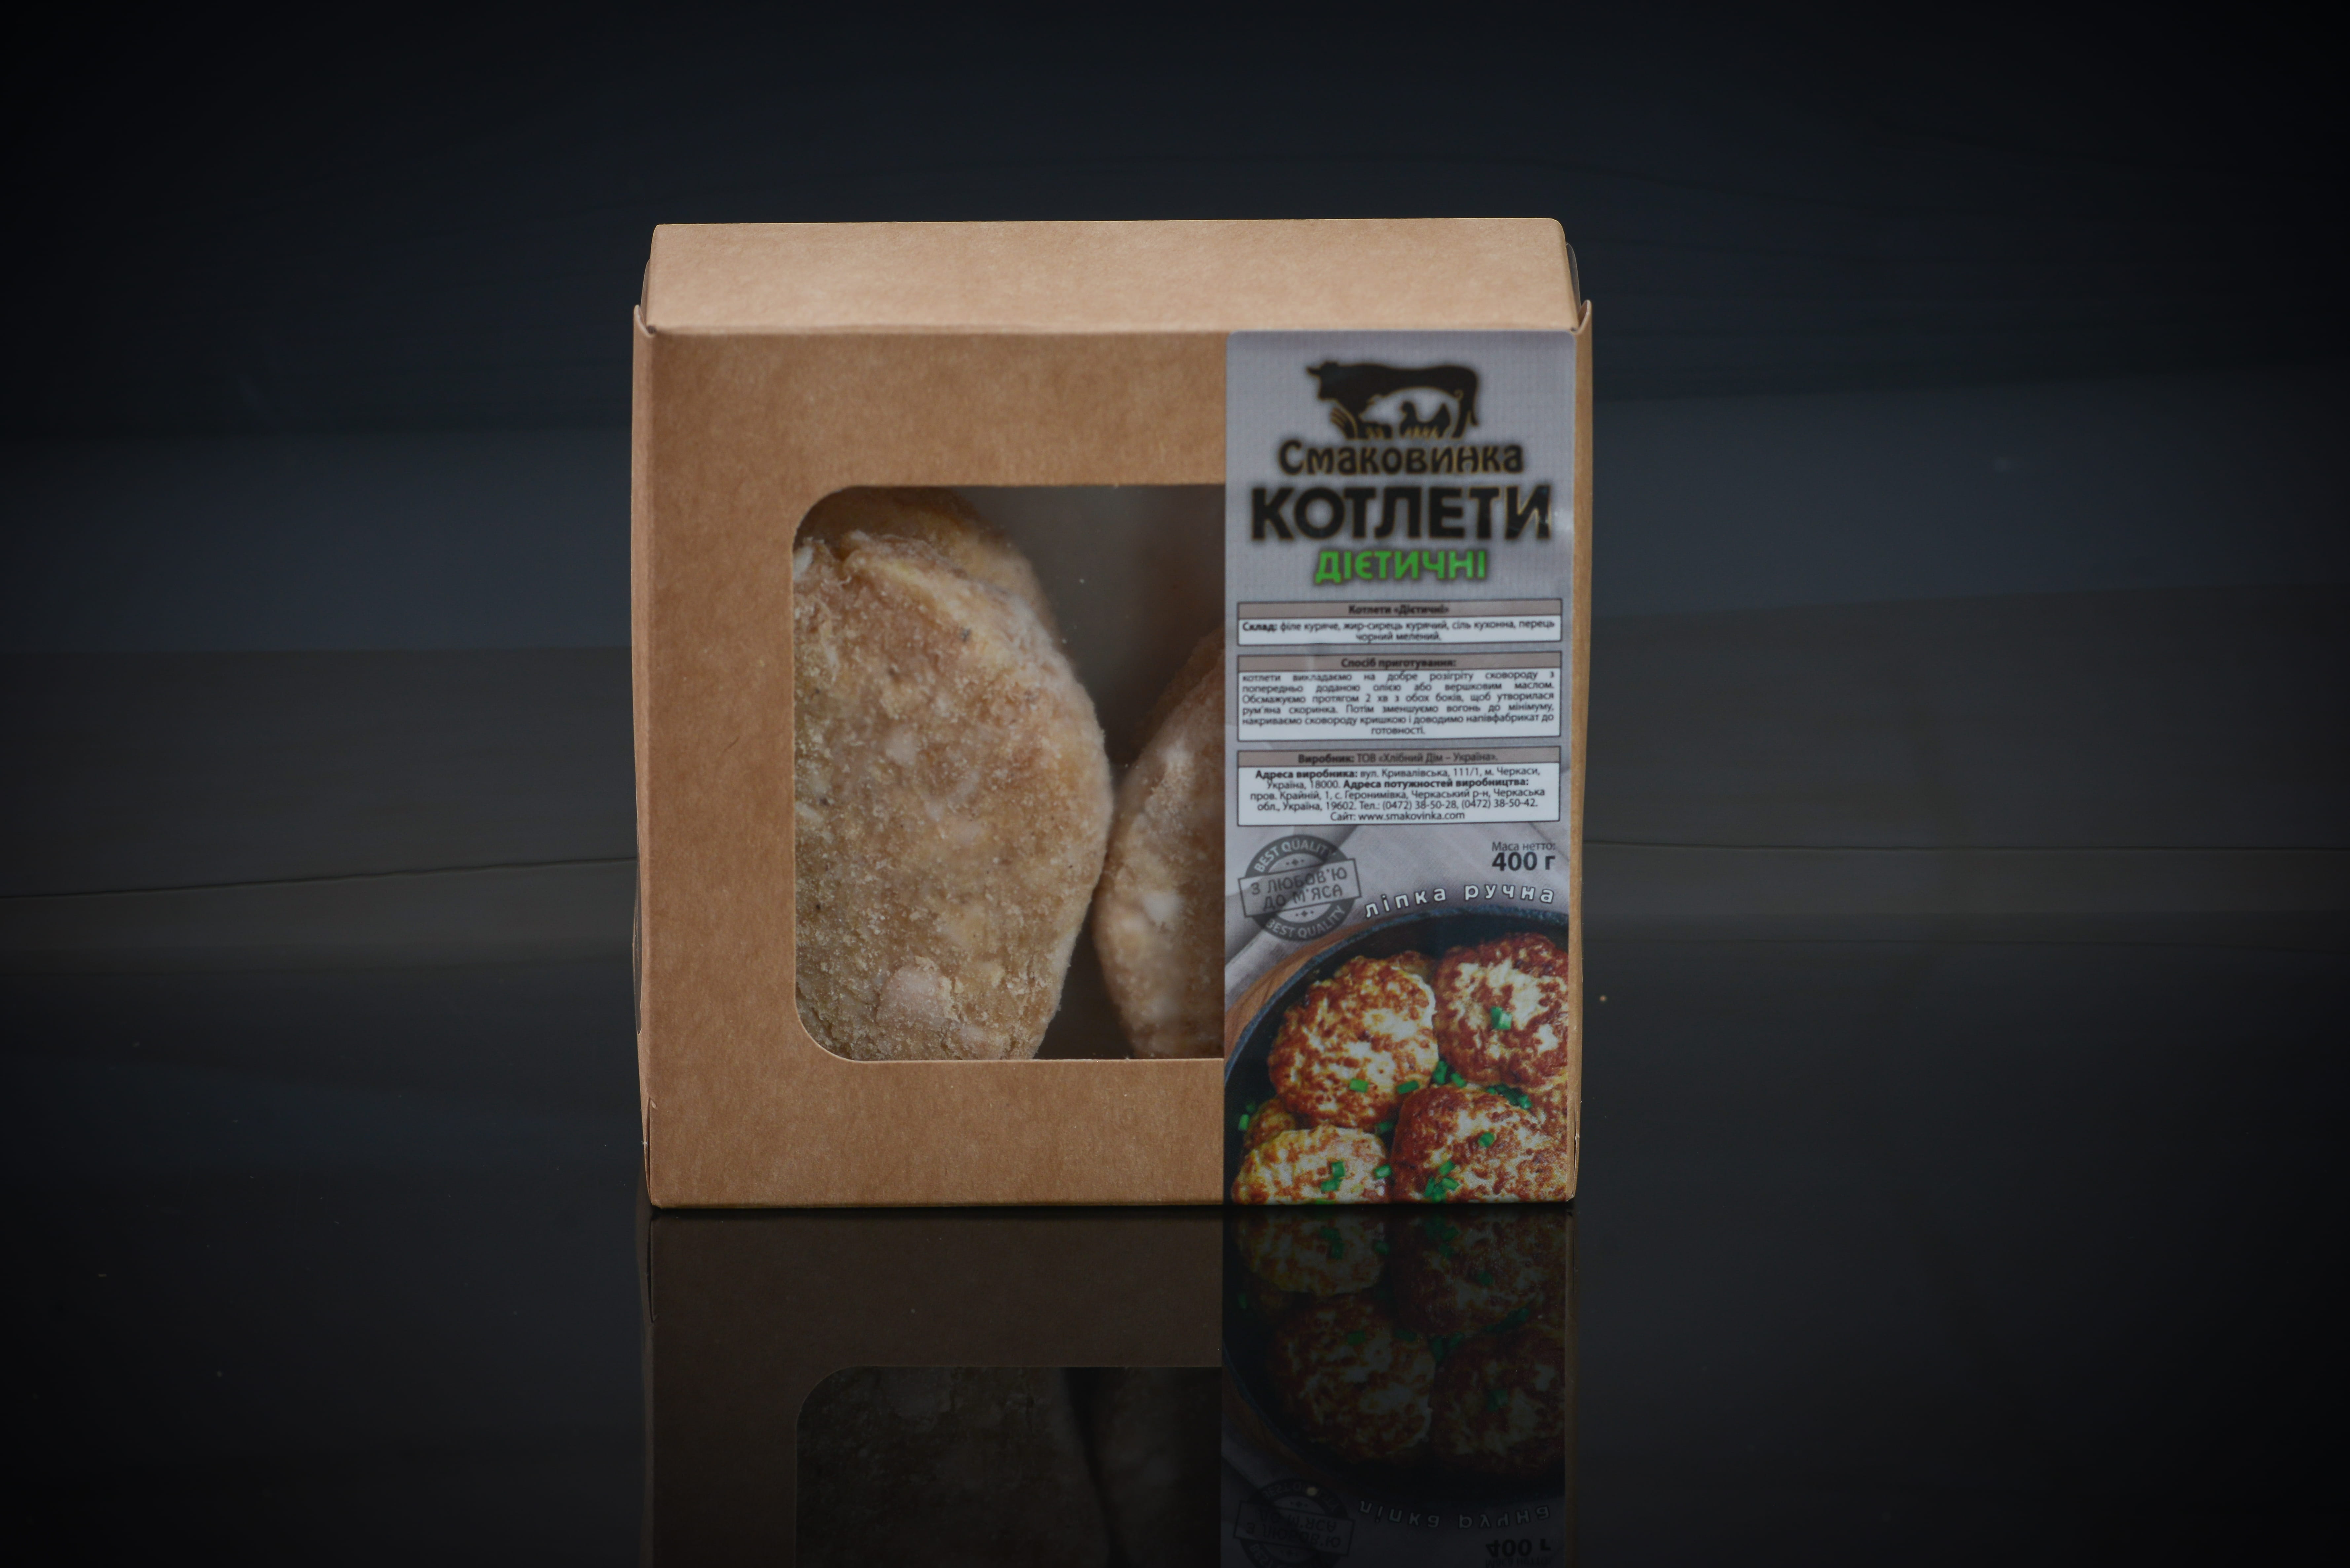 Смаковинка
КОТЛЕТИ
ДІЄТИЧНІ
Котлети «Дієтичні»
Склад: філе куряче, жир-сирець курячий, сіль кухонна, перець
чорний мелений.
Спосіб приготування:
котлети викладаємо на добре розігріту сковороду з
попередньо доданою олією або вершковим маслом.
Обсмажуємо протягом 2 хв з обох боків, щоб утворилася
рум'яна скоринка. Потім зменшуємо вогонь до мінімуму,
накриваємо сковороду кришкою і доводимо напівфабрикат до
готовності.
Виробник: ТОВ «Хлібний Дім – Україна».
Адреса виробника: вул. Кривалівська, 111/1, м. Черкаси,
Україна, 18000. Адреса потужностей виробництва:
пров. Крайній, 1, с. Геронимівка, Черкаський р-н, Черкаська
обл., Україна, 19602. Тел.: (0472) 38-50-28, (0472) 38-50-42.
Сайт: www.smakovinka.com
Маса нетто:
400 г
BEST QUALITY
З ЛЮБОВ'Ю
ДО М'ЯСА
BEST QUALITY
ліпка ручна